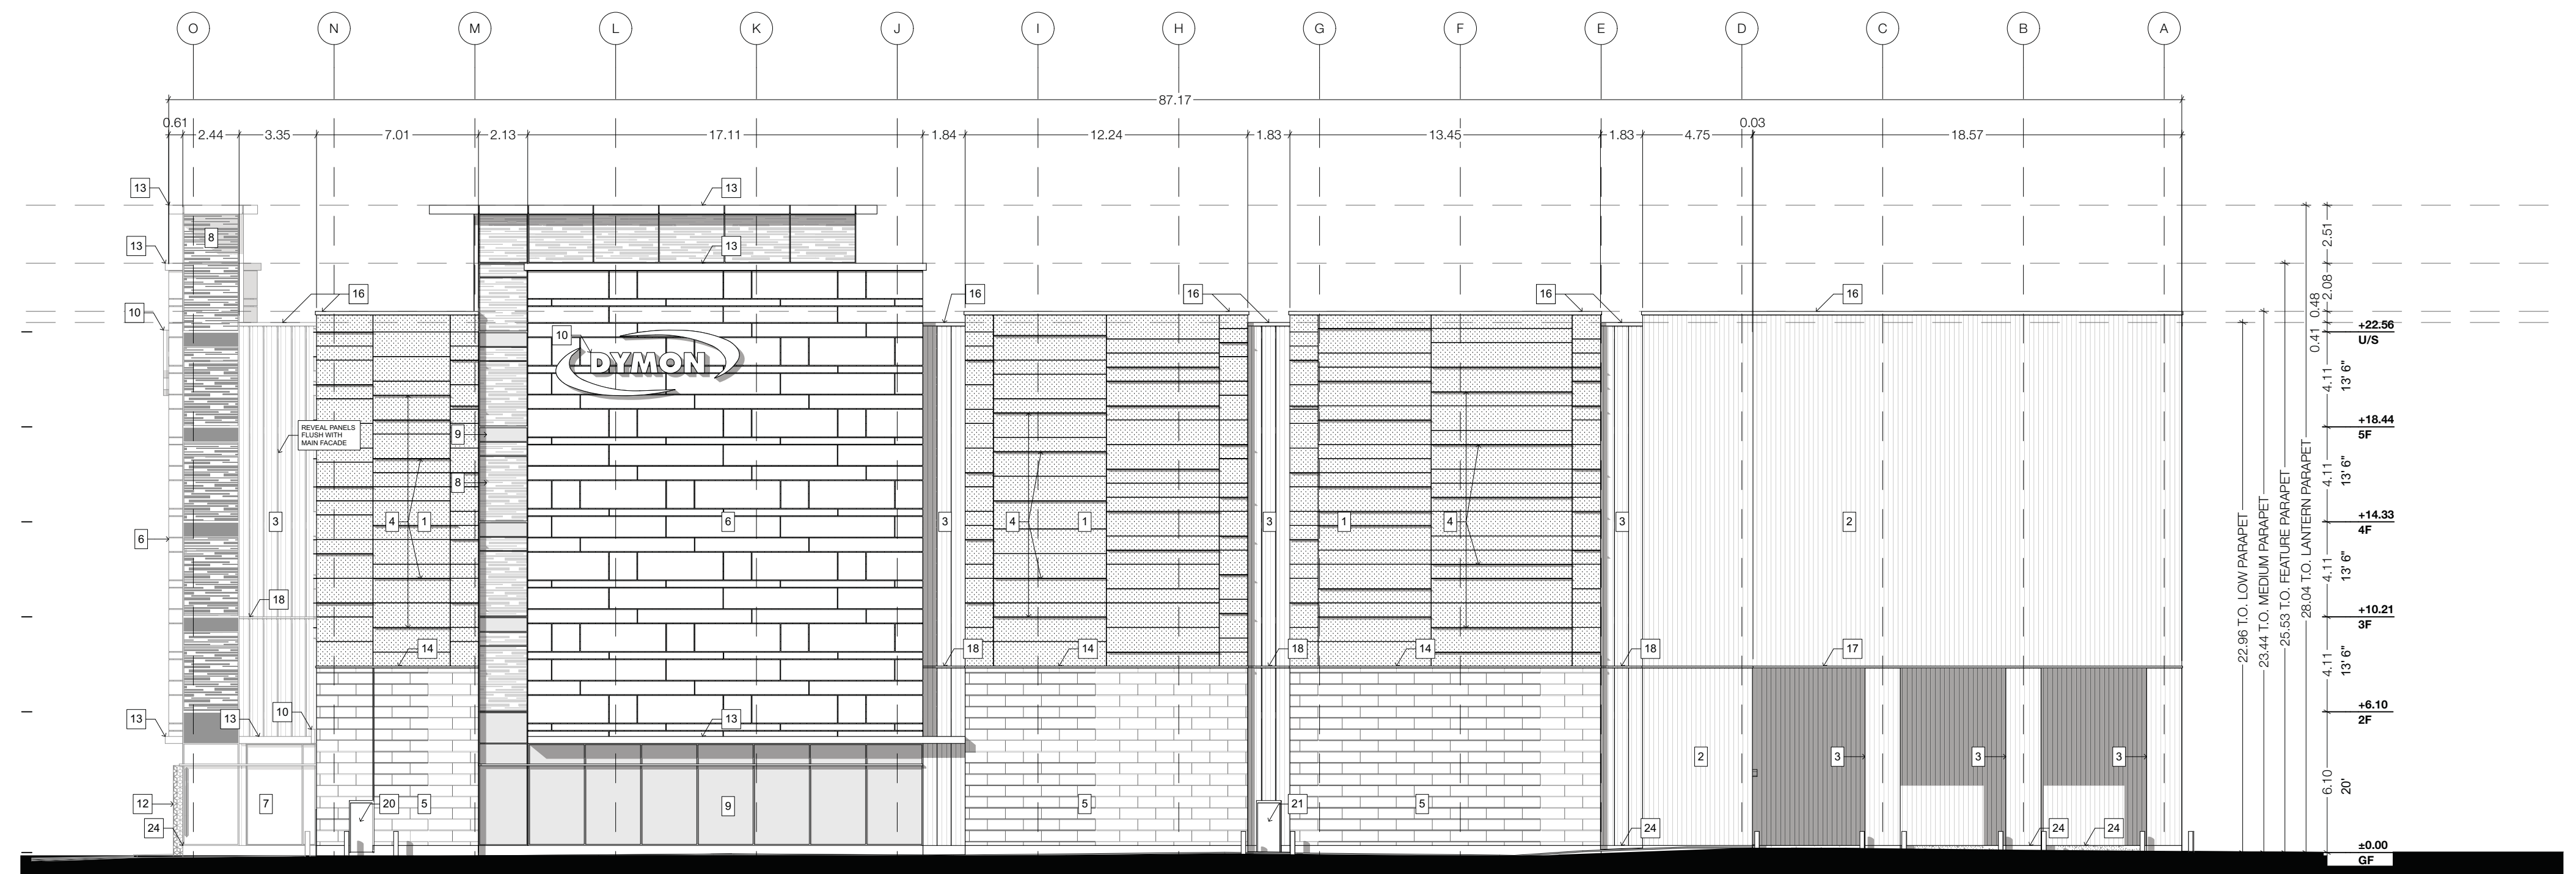 O N M L K J I H G F E D C B A
87.17
0.61 2.44 3.35 7.01 2.13 17.11 1.84 12.24 1.83 13.45 1.83 4.75 0.03 18.57
13 13
8
13 13
10 16 16 16 16 16
10
DYMON
REVEAL PANELS
FLUSH WITH
MAIN FACADE
9
8
6 3 4 1 6 3 4 1 3 1 4 3 2
18
14 18 14 18 14 18 17
13 13 10 13
2 3 3 3
12 7 20 5 9 5 21 5
24 24 24 24
22.96 T.O. LOW PARAPET
23.44 T.O. MEDIUM PARAPET
25.53 T.O. FEATURE PARAPET
28.04 T.O. LANTERN PARAPET
2.51
2.08
0.48
0.41
4.11 13' 6"
4.11 13' 6"
4.11 13' 6"
4.11 13' 6"
6.10 20'
+22.56
U/S
+18.44
5F
+14.33
4F
+10.21
3F
+6.10
2F
±0.00
GF